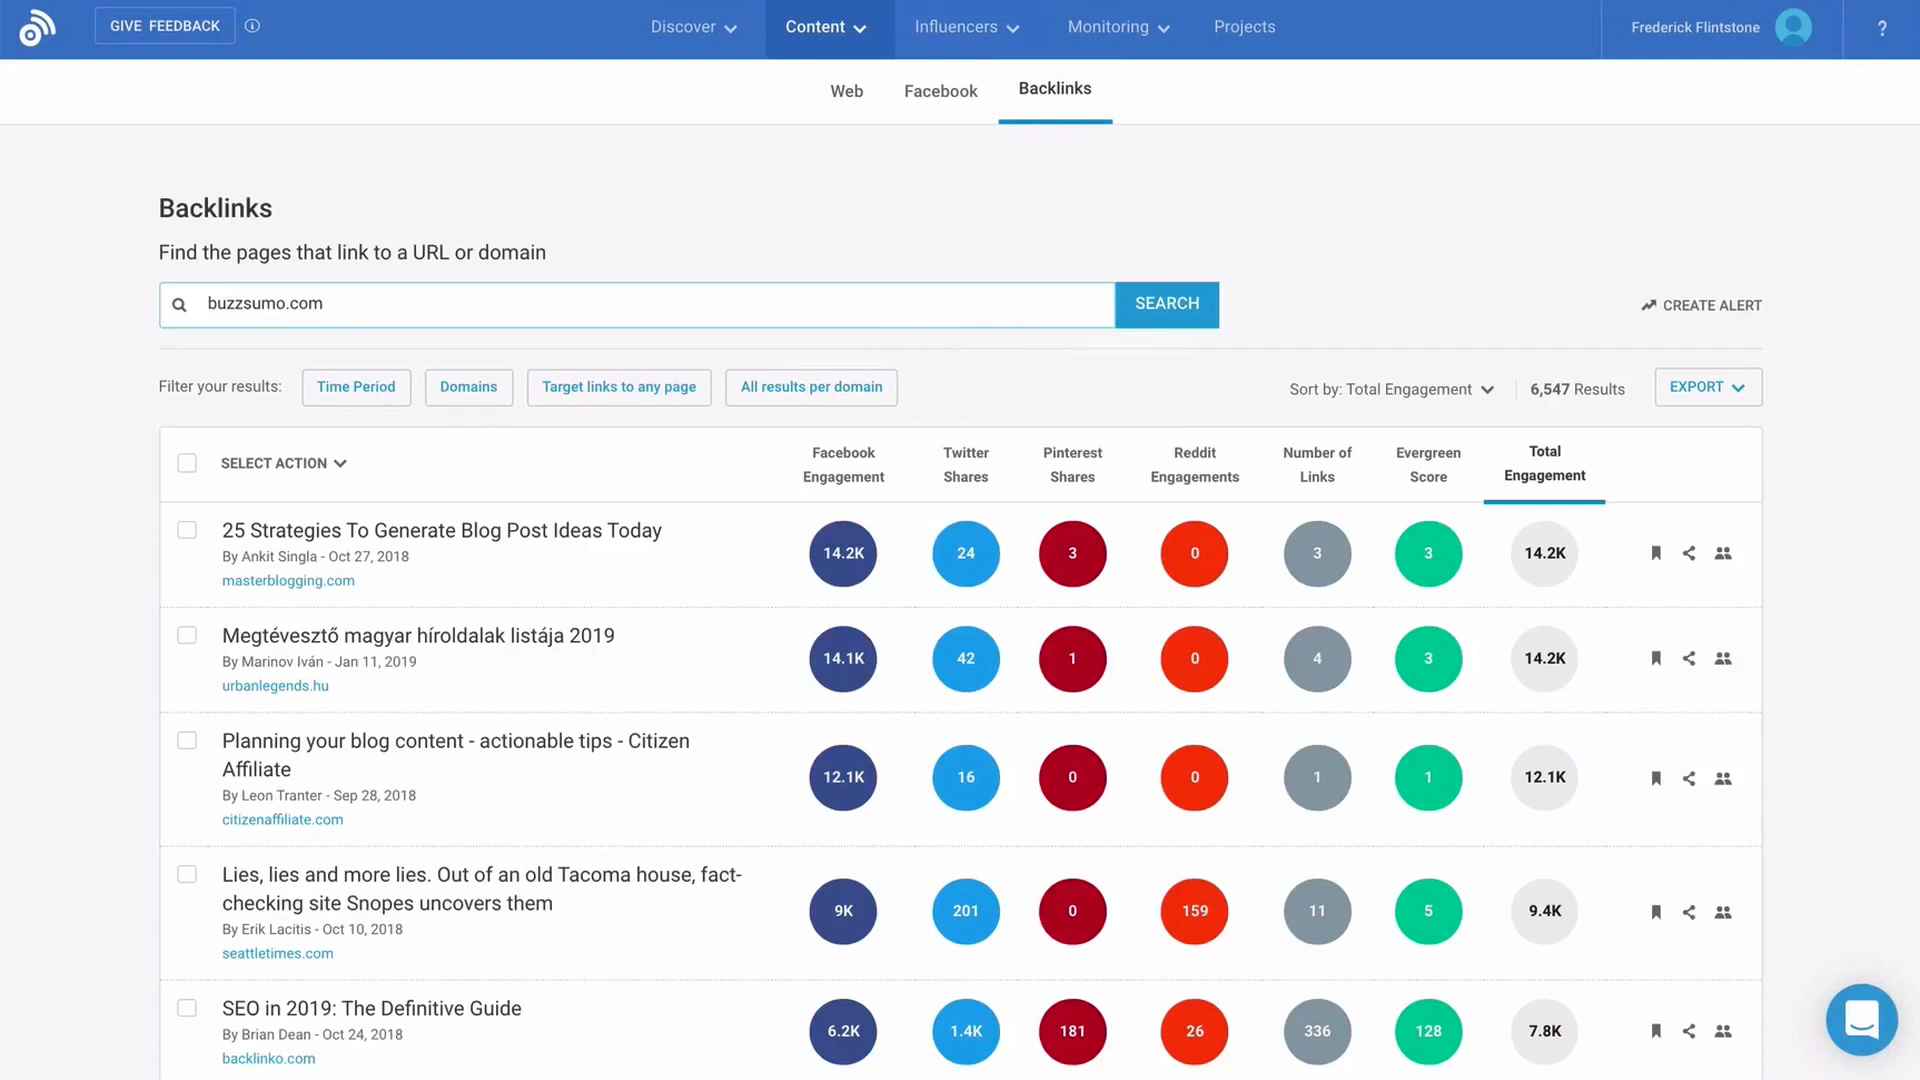 GIVE FEEDBACK
Discover
Content
Influencers
Monitoring
Projects
Frederick Flintstone
?
Web
Facebook
Backlinks
Backlinks
Find the pages that link to a URL or domain
buzzsumo.com
SEARCH
CREATE ALERT
Filter your results:
Time Period
Domains
Target links to any page
All results per domain
Sort by: Total Engagement
6,547 Results
EXPORT
SELECT ACTION
Facebook Engagement
Twitter Shares
Pinterest Shares
Reddit Engagements
Number of Links
Evergreen Score
Total Engagement
25 Strategies To Generate Blog Post Ideas Today
By Ankit Singla - Oct 27, 2018
masterblogging.com
14.2K 24 3 0 3 3 14.2K
Megtévesztő magyar híroldalak listája 2019
By Marinov Iván - Jan 11, 2019
urbanlegends.hu
14.1K 42 1 0 4 3 14.2K
Planning your blog content - actionable tips - Citizen
Affiliate
By Leon Tranter - Sep 28, 2018
citizenaffiliate.com
12.1K 16 0 0 1 1 12.1K
Lies, lies and more lies. Out of an old Tacoma house, fact-
checking site Snopes uncovers them
By Erik Lacitis - Oct 10, 2018
seattletimes.com
9K 201 0 159 11 5 9.4K
SEO in 2019: The Definitive Guide
By Brian Dean - Oct 24, 2018
backlinko.com
6.2K 1.4K 181 26 336 128 7.8K